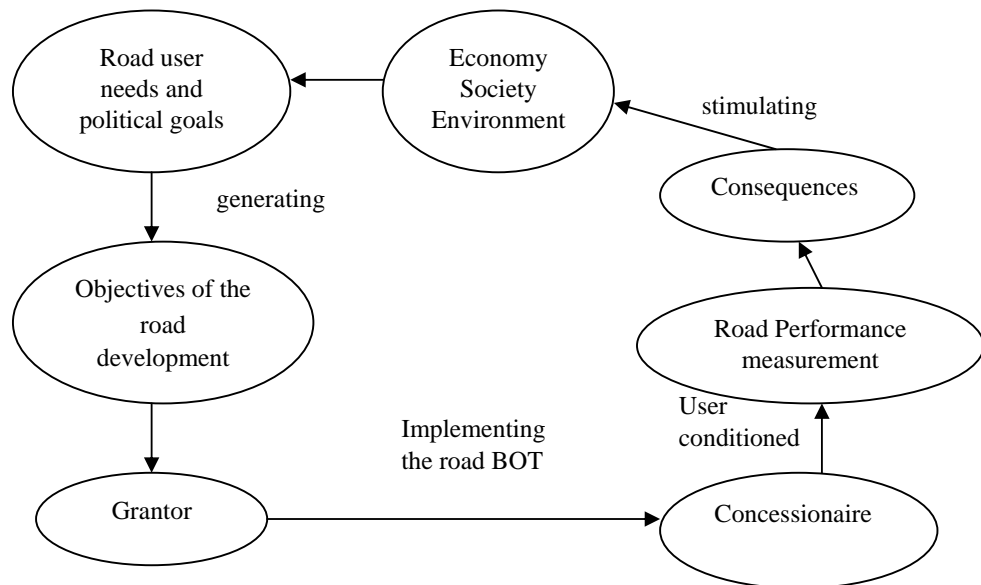 Road user
needs and
political goals
Economy
Society
Environment
stimulating
Consequences
generating
Objectives of the
road
development
Road Performance
measurement
User
conditioned
Implementing
the road BOT
Grantor
Concessionaire